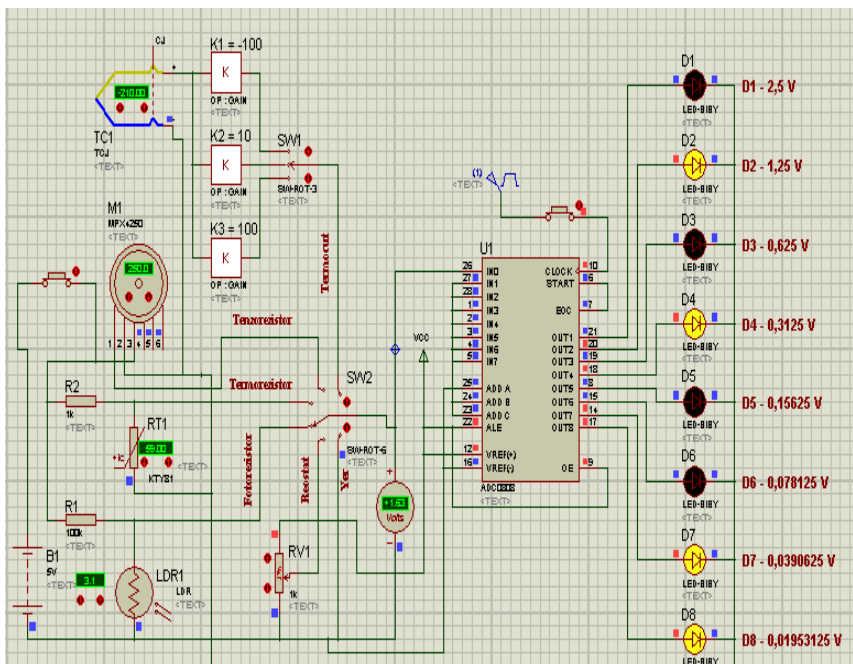 CJ
K1 = -100
K
OP : GAIN
<TEXT>
+
-210.00
-
TC1
TCJ
<TEXT>
K2 = 10
K
OP : GAIN
<TEXT>
SW1
SW-ROT-3
<TEXT>
K3 = 100
K
OP : GAIN
<TEXT>
Termocut
M1
MPX4250
<TEXT>
250.0
1 2 3 4 5 6
Tenzorezistor
Termorezistor
Fotorezistor
Reostat
Yer
SW2
SW-ROT-6
<TEXT>
R2
1k
<TEXT>
RT1
59.00
+tc
KTY81
<TEXT>
R1
100k
<TEXT>
B1
5V
<TEXT>
3.1
LDR1
LDR
<TEXT>
RV1
1k
<TEXT>
+
+1.63
Volts
-
VCC
(1)
<TEXT>
<TEXT>
U1
26 IN0
27 IN1
28 IN2
1 IN3
2 IN4
3 IN5
4 IN6
5 IN7
25 ADD A
24 ADD B
23 ADD C
22 ALE
12 VREF(+)
16 VREF(-)
CLOCK 10
START 6
EOC 7
OUT1 21
OUT2 20
OUT3 19
OUT4 18
OUT5 8
OUT6 15
OUT7 14
OUT8 17
OE 9
ADC0808
<TEXT>
D1
D1 - 2,5 V
LED-BIBY
<TEXT>
D2
D2 - 1,25 V
LED-BIBY
<TEXT>
D3
D3 - 0,625 V
LED-BIBY
<TEXT>
D4
D4 - 0,3125 V
LED-BIBY
<TEXT>
D5
D5 - 0,15625 V
LED-BIBY
<TEXT>
D6
D6 - 0,078125 V
LED-BIBY
<TEXT>
D7
D7 - 0,0390625 V
LED-BIBY
<TEXT>
D8
D8 - 0,01953125 V
LED-BIBY